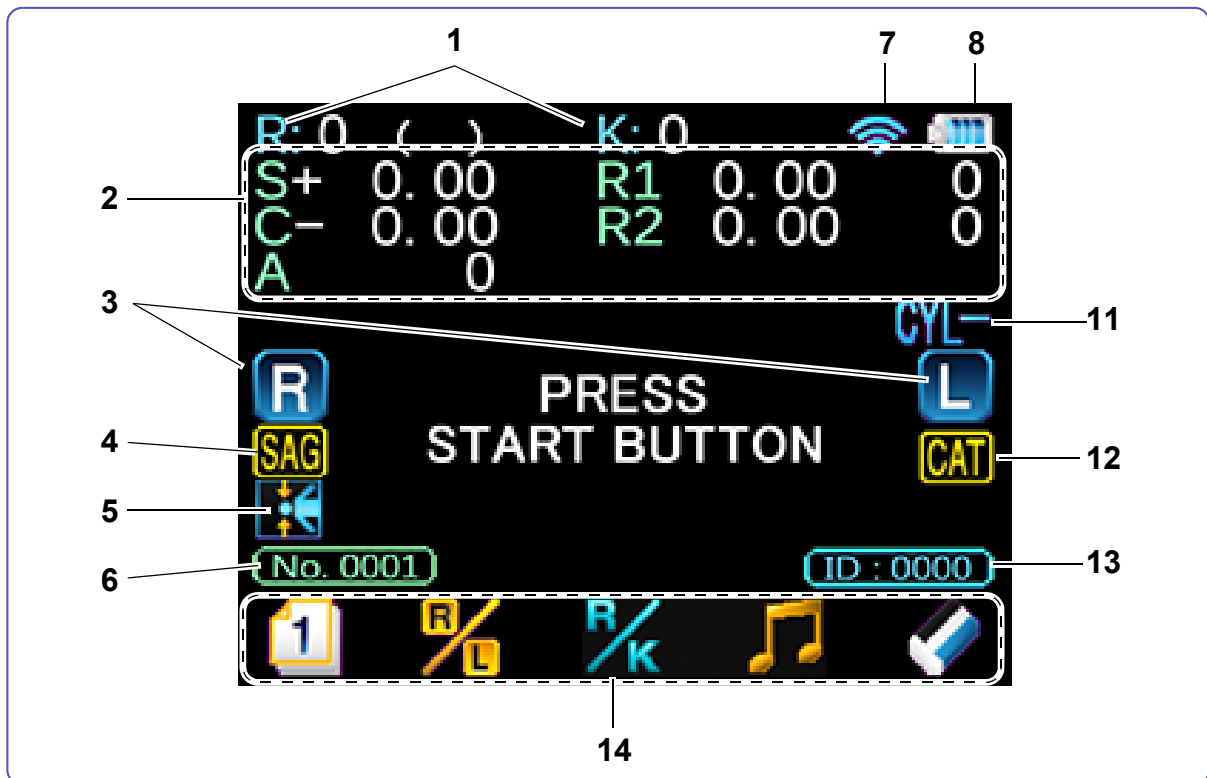 1 7 8
R: 0 ( ) K: 0
2
S+ 0.00 R1 0.00 0
C− 0.00 R2 0.00 0
A 0
3
CYL− 11
R PRESS L
4 SAG START BUTTON CAT 12
5
6 No. 0001 ID : 0000 13
1 R/L R/K
14